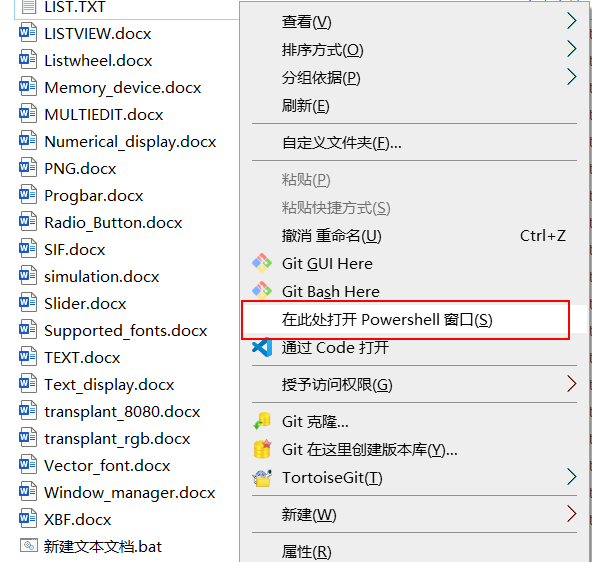 LIST.TXT
LISTVIEW.docx
Listwheel.docx
Memory_device.docx
MULTIEDIT.docx
Numerical_display.docx
PNG.docx
Progbar.docx
Radio_Button.docx
SIF.docx
simulation.docx
Slider.docx
Supported_fonts.docx
TEXT.docx
Text_display.docx
transplant_8080.docx
transplant_rgb.docx
Vector_font.docx
Window_manager.docx
XBF.docx
新建文本文档.bat
查看(V)
排序方式(O)
分组依据(P)
刷新(E)
自定义文件夹(F)...
粘贴(P)
粘贴快捷方式(S)
撤消 重命名(U) Ctrl+Z
Git GUI Here
Git Bash Here
在此处打开 Powershell 窗口(S)
通过 Code 打开
授予访问权限(G)
Git 克隆...
Git 在这里创建版本库(Y)...
TortoiseGit(T)
新建(W)
属性(R)